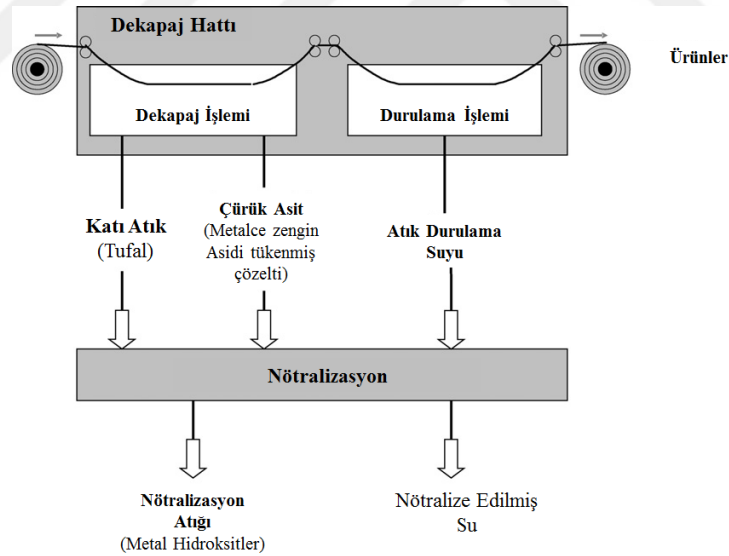 Dekapaj Hattı
Ürünler
Dekapaj İşlemi
Durulama İşlemi
Katı Atık
(Tufal)
Çürük Asit
(Metalce zengin
Asidi tükenmiş
çözelti)
Atık Durulama
Suyu
Nötralizasyon
Nötralizasyon
Atığı
(Metal Hidroksitler)
Nötralize Edilmiş
Su